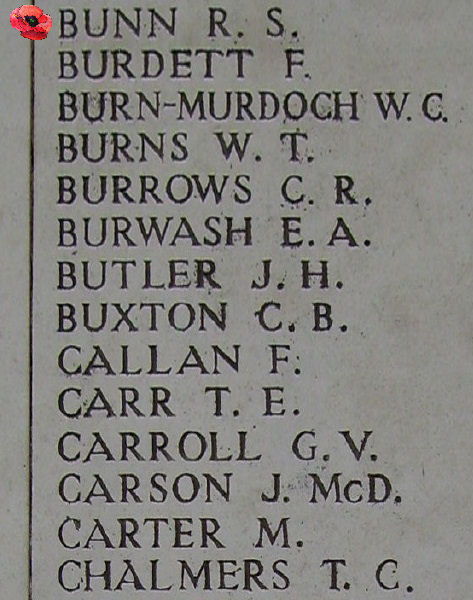 BUNN R. S.
BURDETT F.
BURN-MURDOCH W. C.
BURNS W. T.
BURROWS C. R.
BURWASH E. A.
BUTLER J. H.
BUXTON C. B.
CALLAN F.
CARR T. E.
CARROLL G. V.
CARSON J. McD.
CARTER M.
CHALMERS T. C.